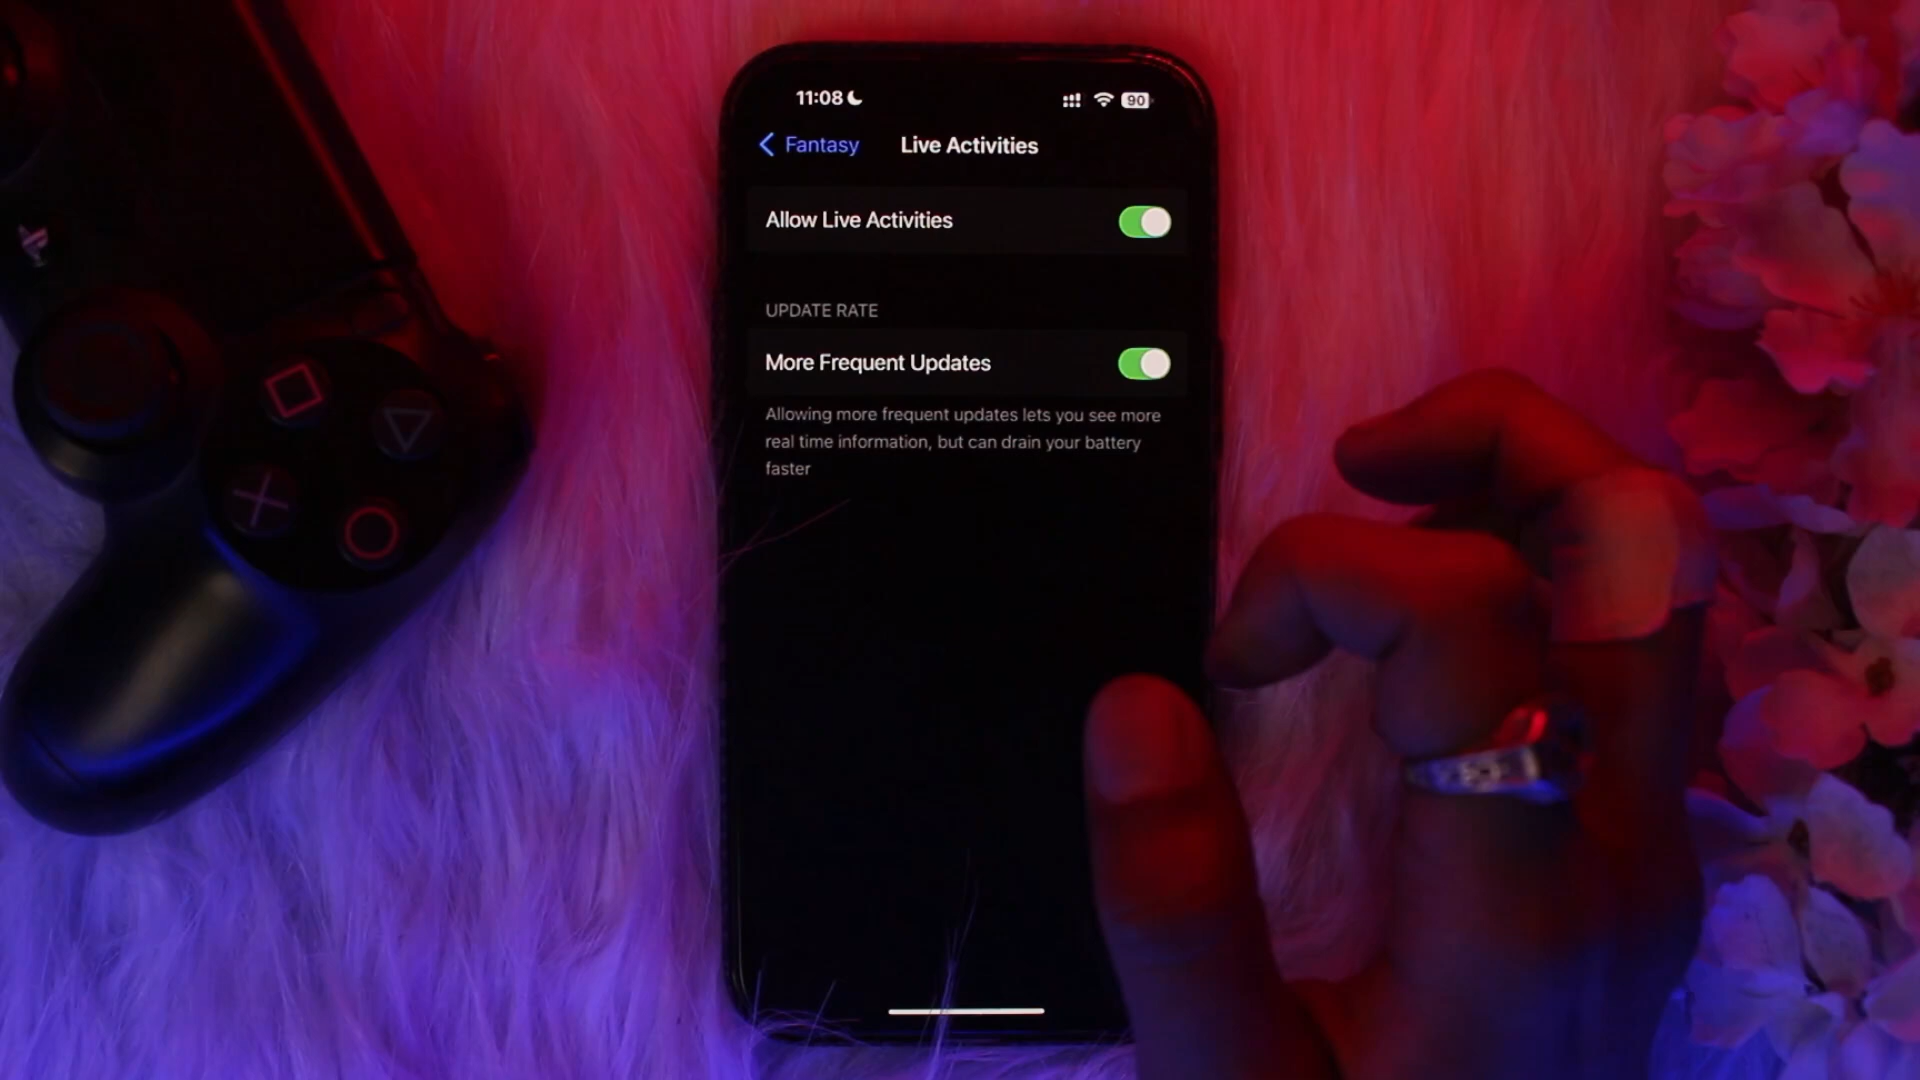 11:08
90
Fantasy
Live Activities
Allow Live Activities
UPDATE RATE
More Frequent Updates
Allowing more frequent updates lets you see more
real time information, but can drain your battery
faster